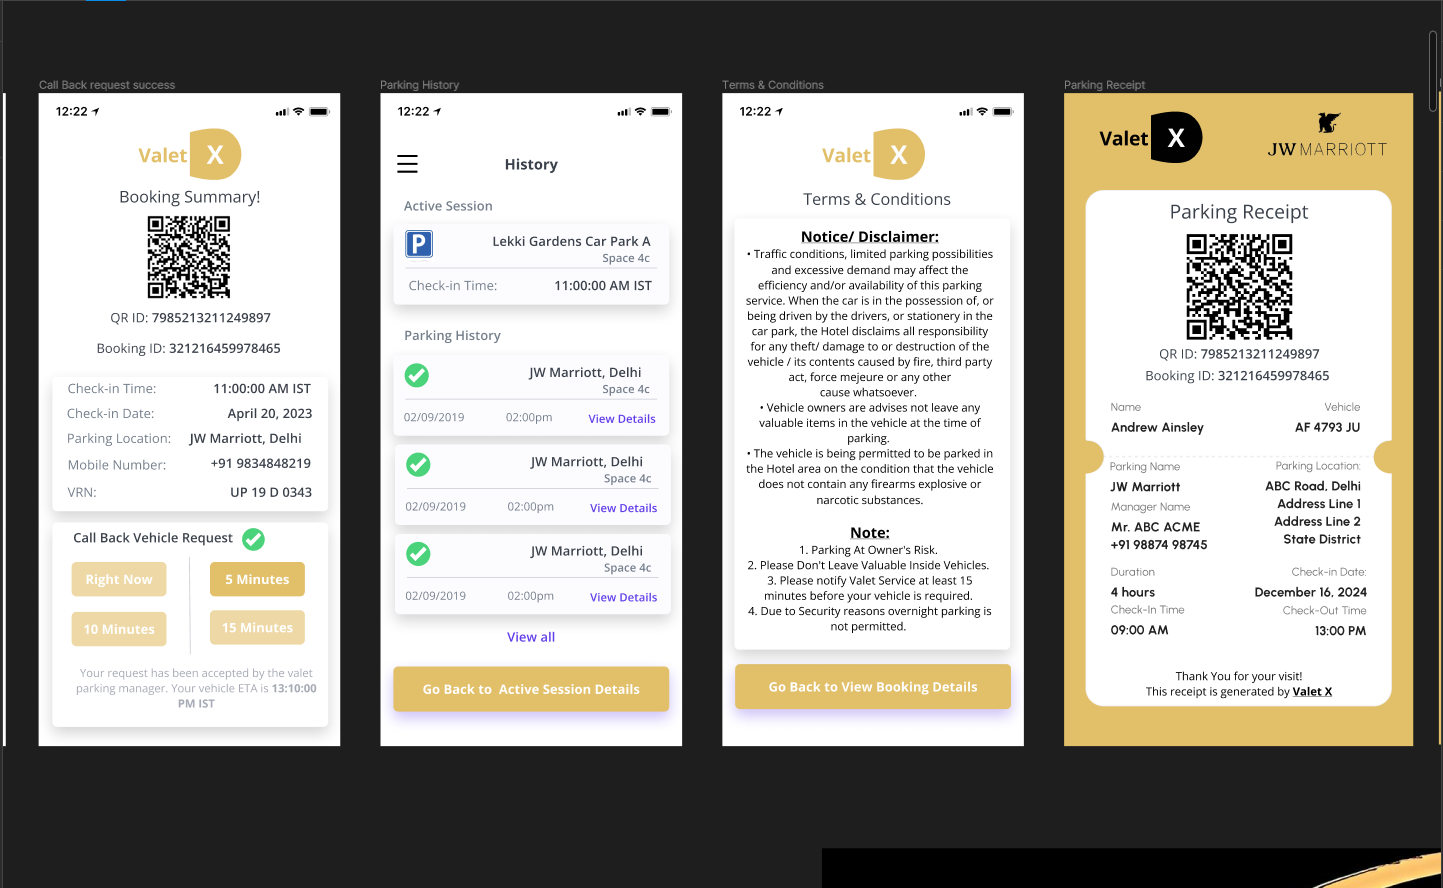 Call Back request success
12:22
Valet X
Booking Summary!
QR ID: 7985213211249897
Booking ID: 321216459978465
Check-in Time: 11:00:00 AM IST
Check-in Date: April 20, 2023
Parking Location: JW Marriott, Delhi
Mobile Number: +91 9834848219
VRN: UP 19 D 0343
Call Back Vehicle Request
Right Now 5 Minutes
10 Minutes 15 Minutes
Your request has been accepted by the valet
parking manager. Your vehicle ETA is 13:10:00
PM IST
Parking History
12:22
History
Active Session
P
Lekki Gardens Car Park A
Space 4c
Check-in Time: 11:00:00 AM IST
Parking History
JW Marriott, Delhi
Space 4c
02/09/2019 02:00pm View Details
JW Marriott, Delhi
Space 4c
02/09/2019 02:00pm View Details
JW Marriott, Delhi
Space 4c
02/09/2019 02:00pm View Details
View all
Go Back to Active Session Details
Terms & Conditions
12:22
Valet X
Terms & Conditions
Notice/ Disclaimer:
• Traffic conditions, limited parking possibilities
and excessive demand may affect the
efficiency and/or availability of this parking
service. When the car is in the possession of, or
being driven by the drivers, or stationery in the
car park, the Hotel disclaims all responsibility
for any theft/ damage to or destruction of the
vehicle / its contents caused by fire, third party
act, force mejeure or any other
cause whatsoever.
• Vehicle owners are advises not leave any
valuable items in the vehicle at the time of
parking.
• The vehicle is being permitted to be parked in
the Hotel area on the condition that the vehicle
does not contain any firearms explosive or
narcotic substances.
Note:
1. Parking At Owner's Risk.
2. Please Don't Leave Valuable Inside Vehicles.
3. Please notify Valet Service at least 15
minutes before your vehicle is required.
4. Due to Security reasons overnight parking is
not permitted.
Go Back to View Booking Details
Parking Receipt
Valet X
JW MARRIOTT
Parking Receipt
QR ID: 7985213211249897
Booking ID: 321216459978465
Name Vehicle
Andrew Ainsley AF 4793 JU
Parking Name Parking Location:
JW Marriott ABC Road, Delhi
Manager Name Address Line 1
Mr. ABC ACME Address Line 2
+91 98874 98745 State District
Duration Check-in Date:
4 hours December 16, 2024
Check-In Time Check-Out Time
09:00 AM 13:00 PM
Thank You for your visit!
This receipt is generated by Valet X